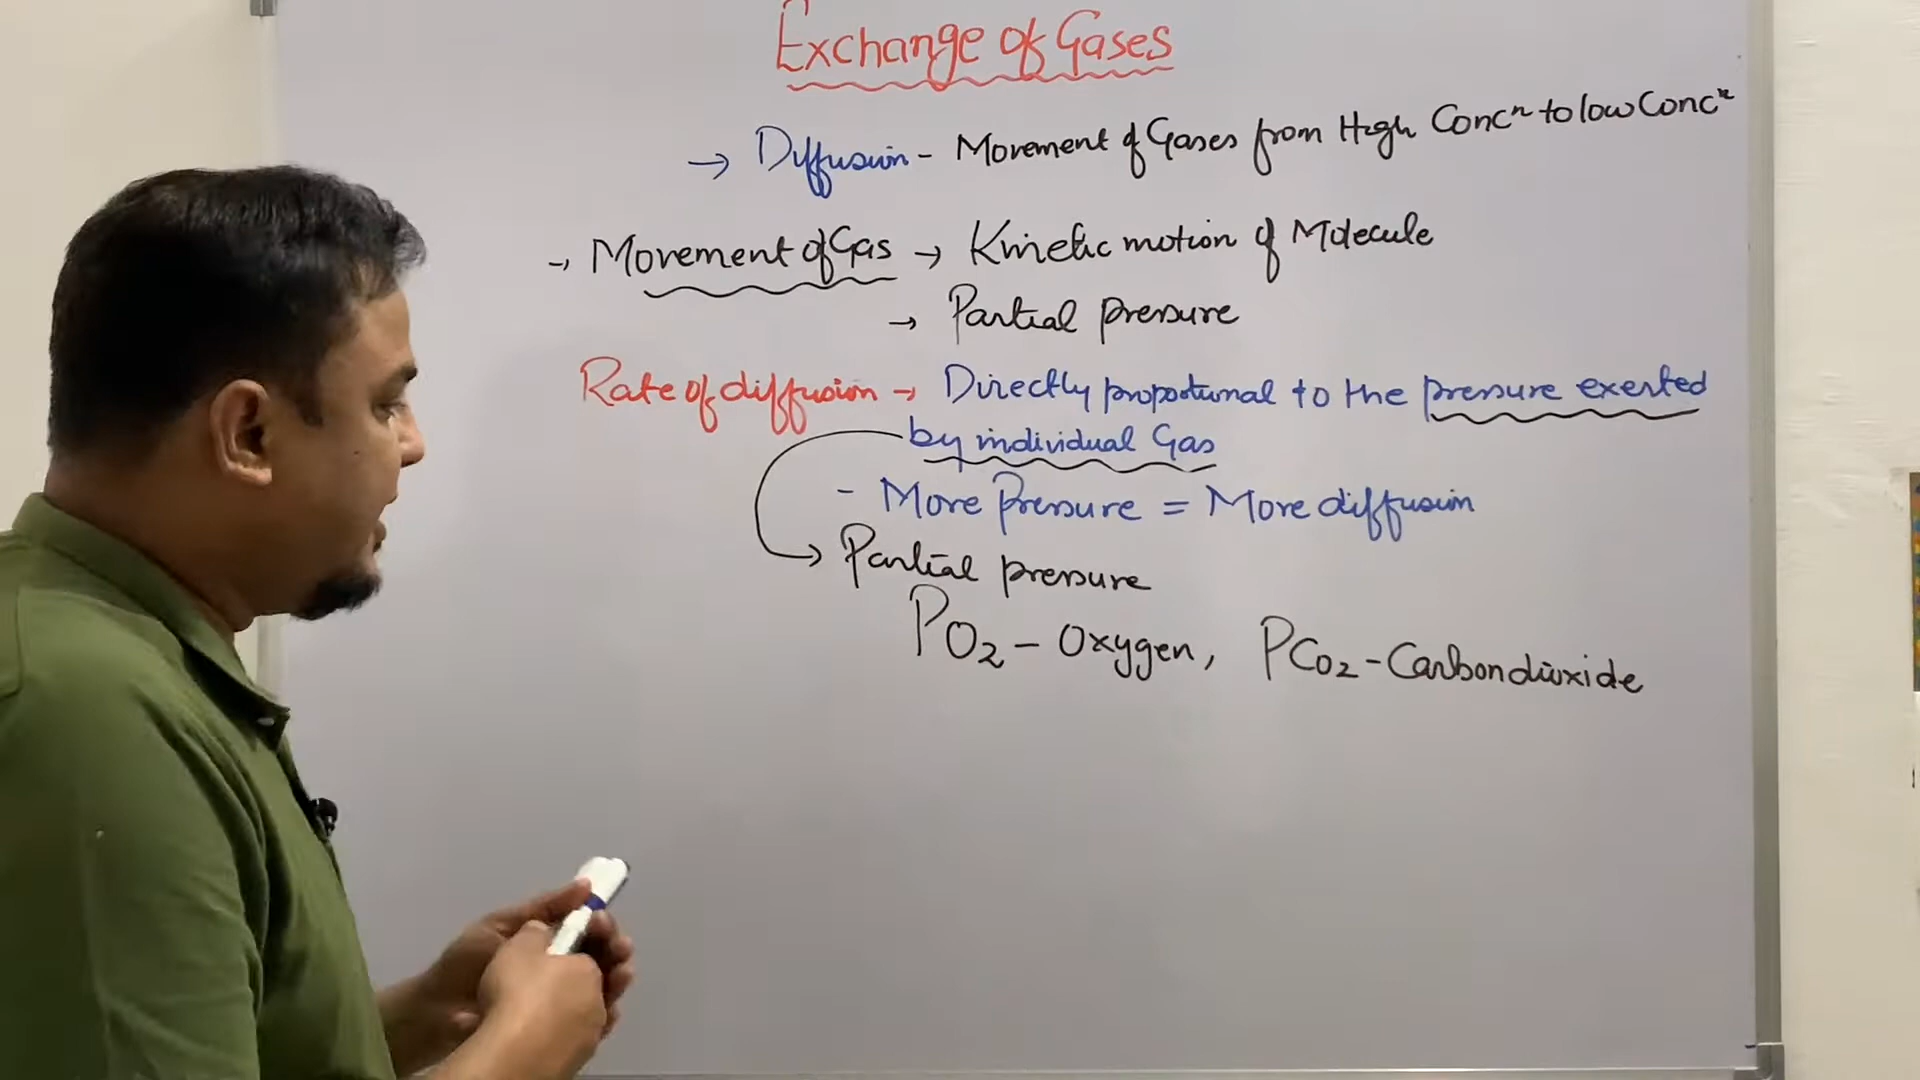 Exchange of Gases
→ Diffusion - Movement of Gases from High Concⁿ to low Concⁿ
→ Movement of Gas → Kinetic motion of Molecule
→ Partial pressure
Rate of diffusion → Directly proportional to the pressure exerted
by individual Gas
- More Pressure = More diffusion
→ Partial pressure
PO₂ - Oxygen, PCO₂ - Carbondioxide